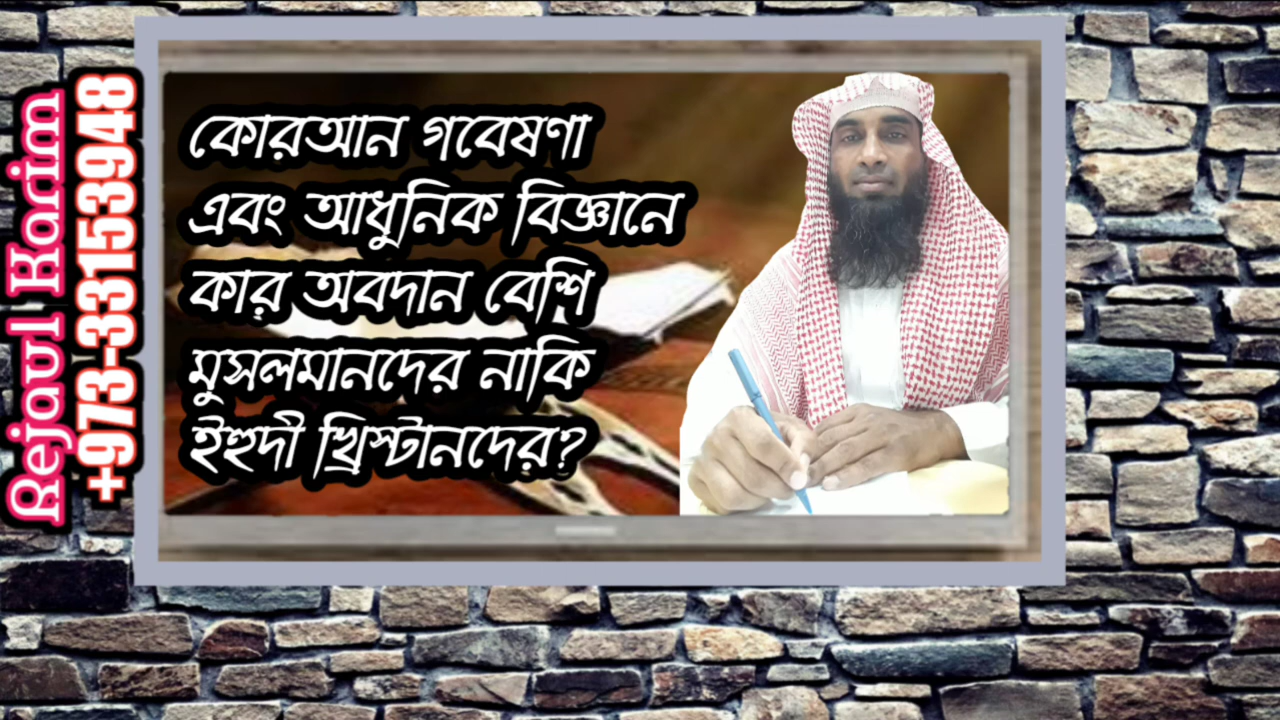 Rejaul Karim
+973-33153948
কোরআন গবেষণা
এবং আধুনিক বিজ্ঞানে
কার অবদান বেশি
মুসলমানদের নাকি
ইহুদী খ্রিস্টানদের?